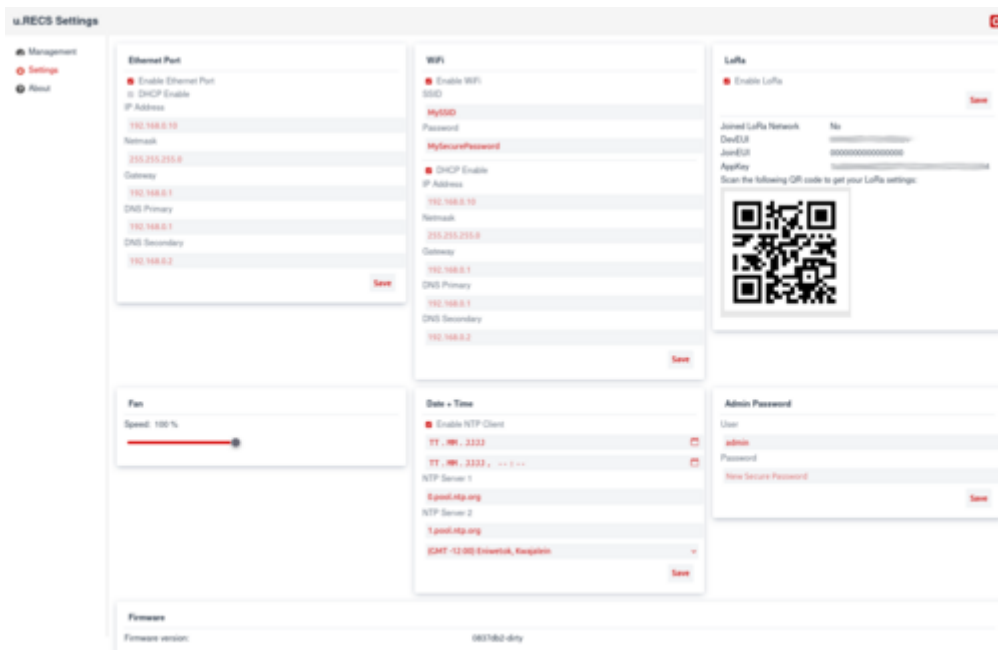 u.RECS Settings
Management
Settings
About
Ethernet Port
Enable Ethernet Port
DHCP Enable
IP Address
192.168.0.10
Netmask
255.255.255.0
Gateway
192.168.0.1
DNS Primary
192.168.0.1
DNS Secondary
192.168.0.2
Save
WiFi
Enable WiFi
SSID
MySSID
Password
MySecurePassword
DHCP Enable
IP Address
192.168.0.10
Netmask
255.255.255.0
Gateway
192.168.0.1
DNS Primary
192.168.0.1
DNS Secondary
192.168.0.2
Save
LoRa
Enable LoRa
Save
Joined LoRa Network No
DevEUI
JoinEUI 0000000000000000
AppKey
Scan the following QR code to get your LoRa settings:
Fan
Speed: 100 %
Date + Time
Enable NTP Client
TT.MM.JJJJ
TT.MM.JJJJ, --:--
NTP Server 1
0.pool.ntp.org
NTP Server 2
1.pool.ntp.org
(GMT -12:00) Eniwetok, Kwajalein
Save
Admin Password
User
admin
Password
New Secure Password
Save
Firmware
Firmware version: 0837db2-dirty